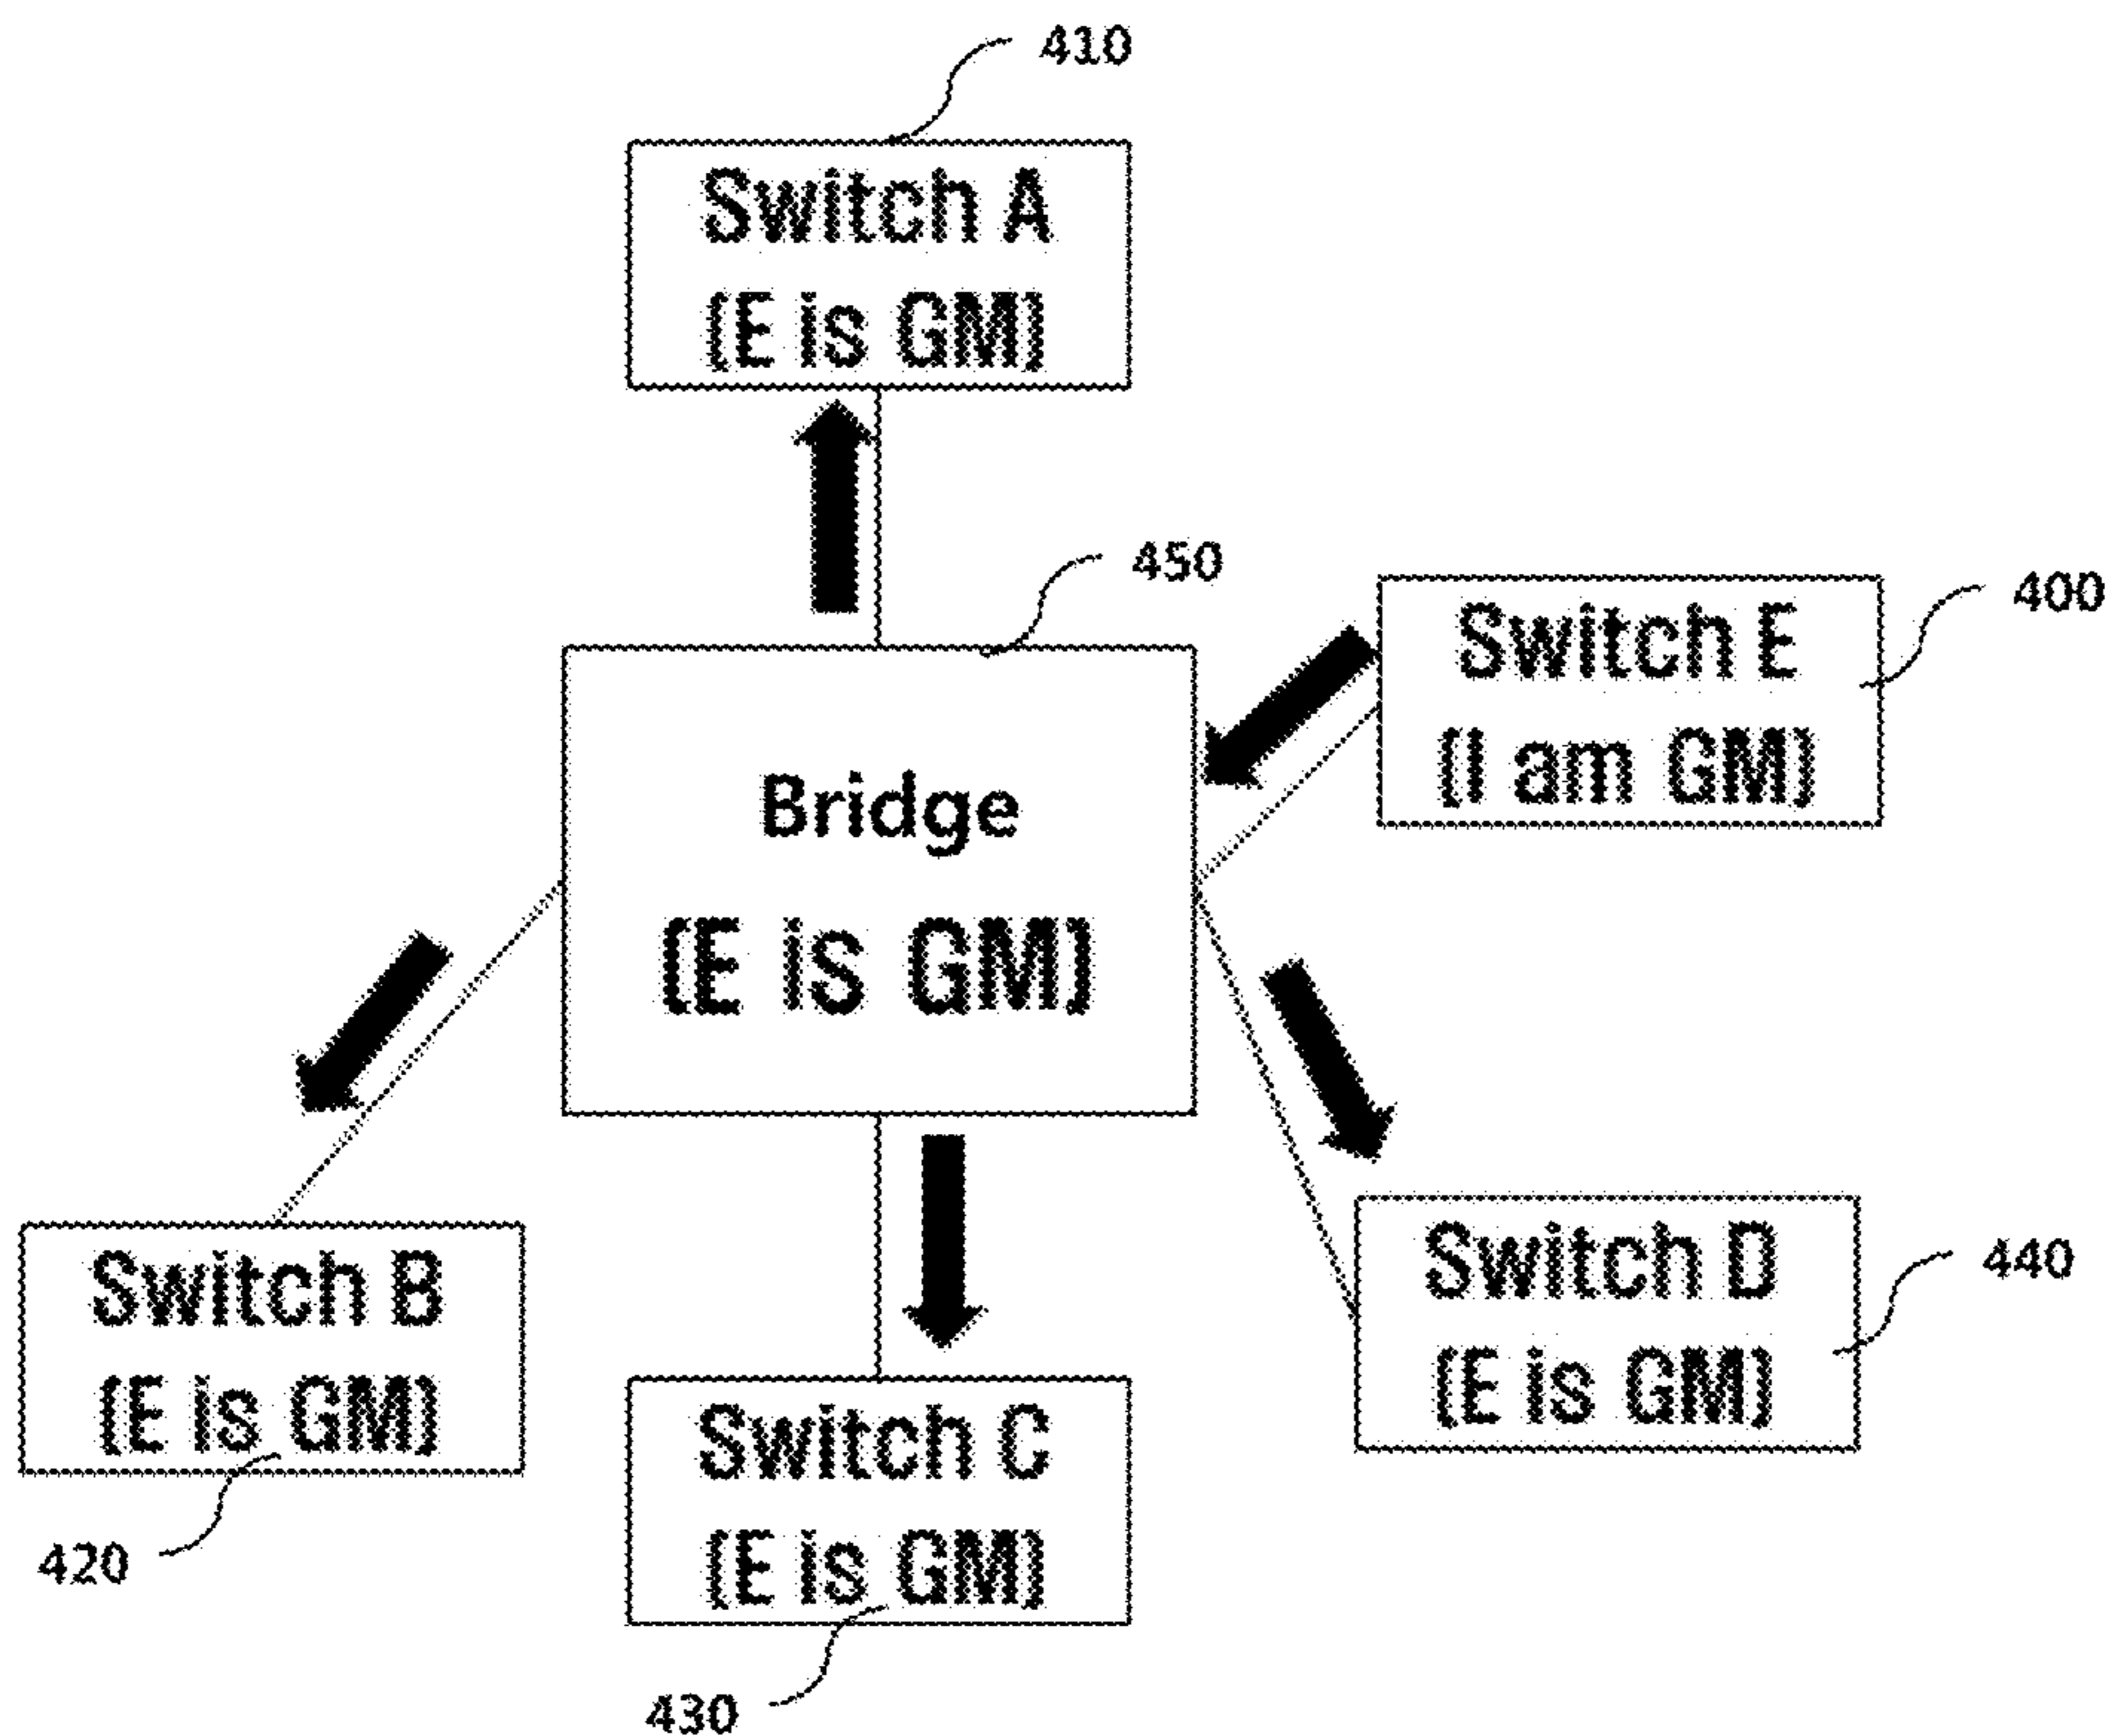 410
Switch A
(E is GM)
450
400
Switch E
(I am GM)
Bridge
(E is GM)
Switch B
(E is GM)
420
Switch C
(E is GM)
430
Switch D
(E is GM)
440